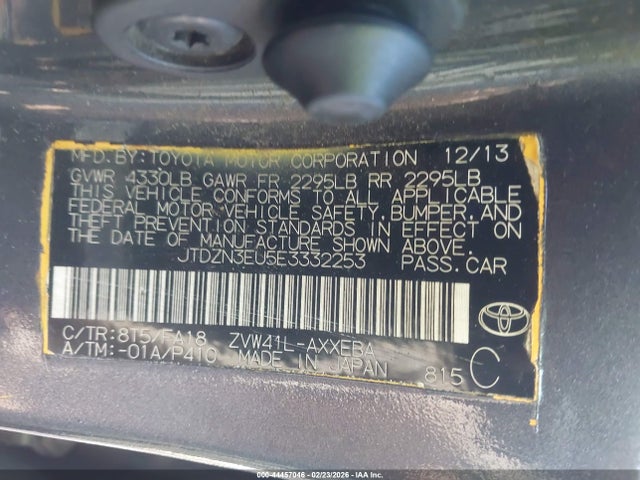 MFD. BY: TOYOTA MOTOR CORPORATION 12/13
GVWR 4330LB GAWR FR 2295LB RR 2295LB
THIS VEHICLE CONFORMS TO ALL APPLICABLE
FEDERAL MOTOR VEHICLE SAFETY, BUMPER, AND
THEFT PREVENTION STANDARDS IN EFFECT ON
THE DATE OF MANUFACTURE SHOWN ABOVE.
JTDZN3EU5E3332253 PASS. CAR
C/TR: 8T5/FA18 ZVW41L-AXXEBA
A/TM: -01A/P410 MADE IN JAPAN 815 C
000-44457046 - 02/23/2026 - IAA Inc.